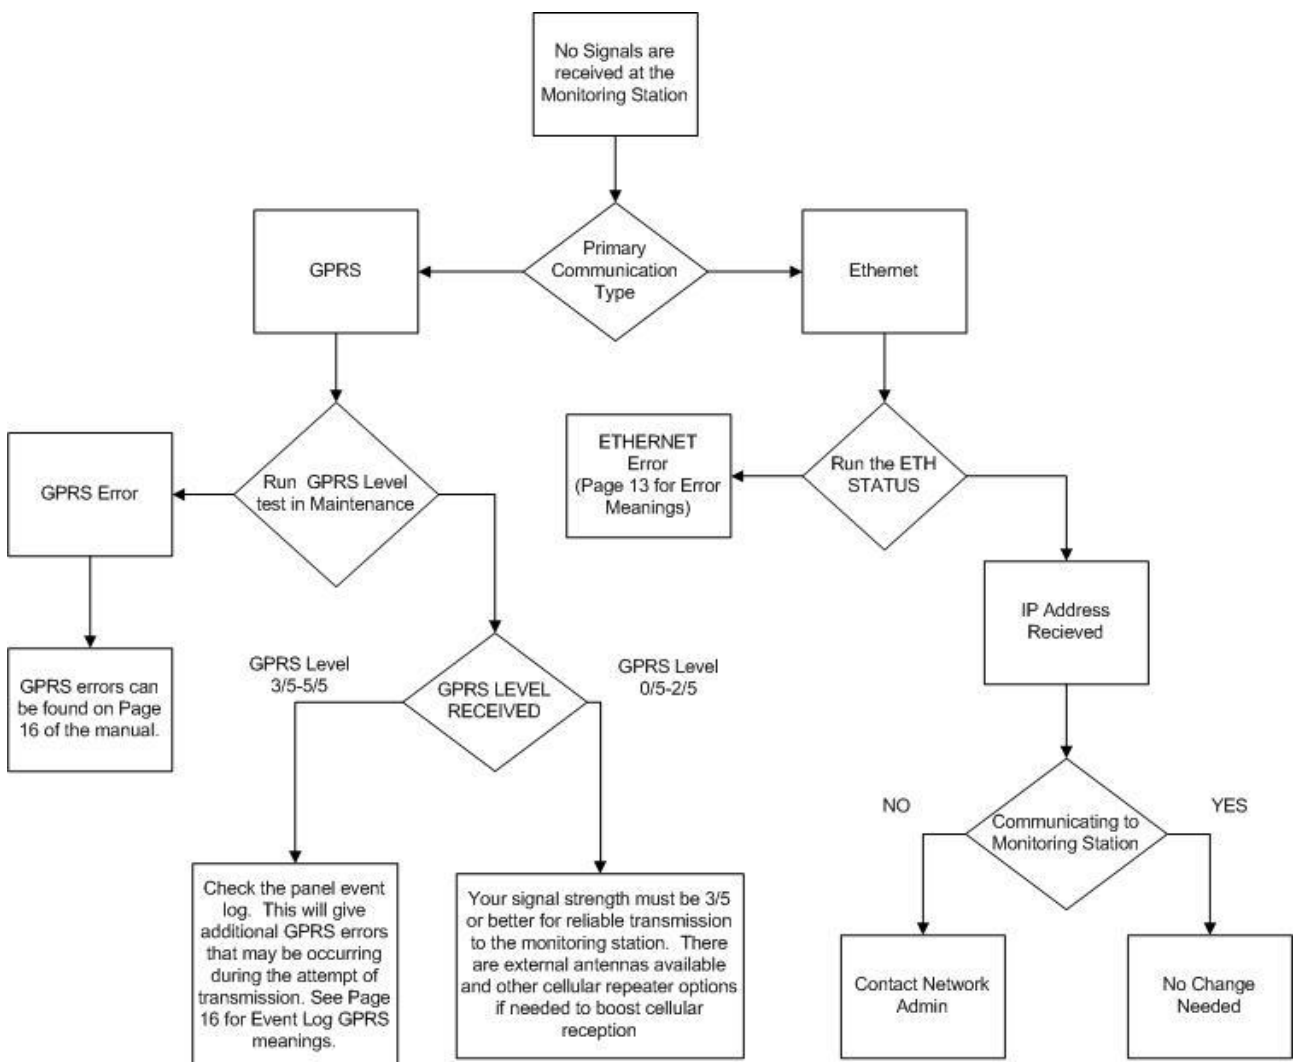 No Signals are
received at the
Monitoring Station
Primary
Communication
Type
GPRS
Ethernet
Run  GPRS Level
test in Maintenance
GPRS Error
ETHERNET
Error
(Page 13 for Error
Meanings)
Run the ETH
STATUS
IP Address
Recieved
GPRS errors can
be found on Page
16 of the manual.
GPRS Level
3/5-5/5
GPRS LEVEL
RECEIVED
GPRS Level
0/5-2/5
NO
Communicating to
Monitoring Station
YES
Check the panel event
log.  This will give
additional GPRS errors
that may be occurring
during the attempt of
transmission. See Page
16 for Event Log GPRS
meanings.
Your signal strength must be 3/5
or better for reliable transmission
to the monitoring station.  There
are external antennas available
and other cellular repeater options
if needed to boost cellular
reception
Contact Network
Admin
No Change
Needed